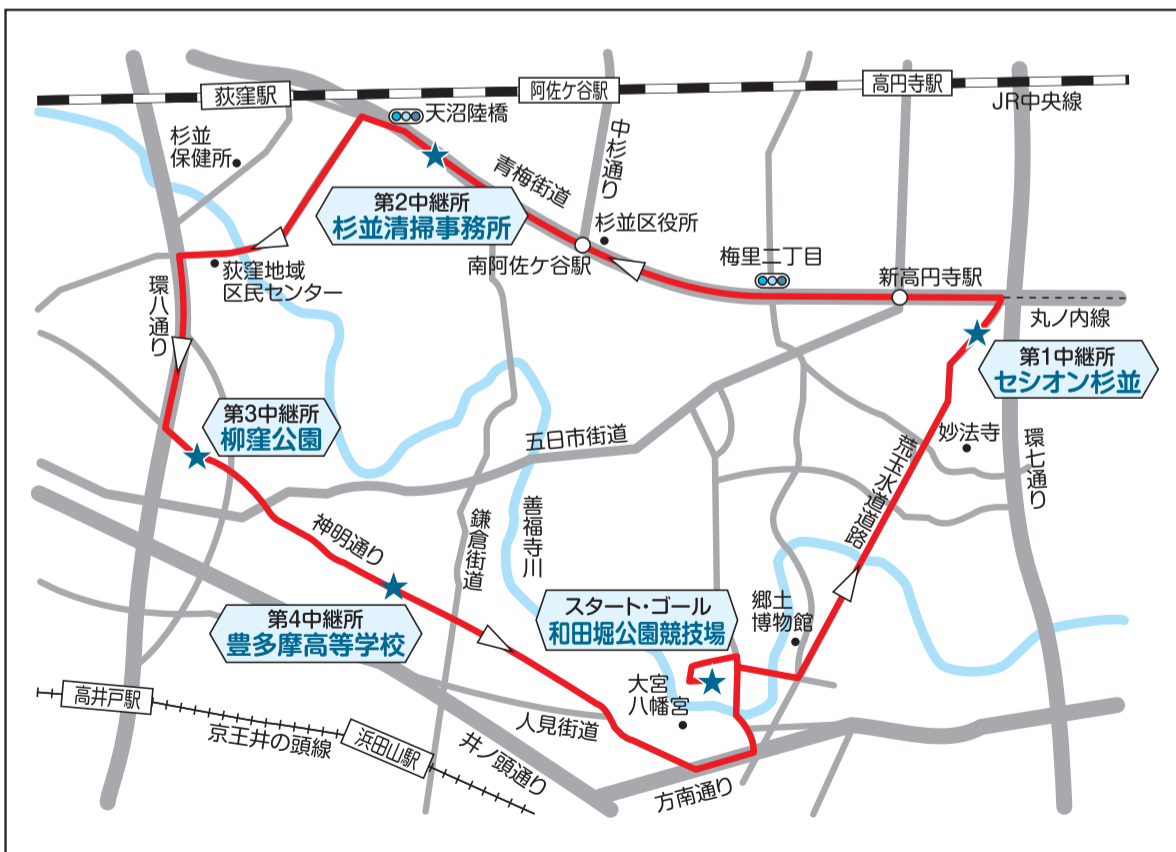 荻窪駅
阿佐ケ谷駅
高円寺駅
JR中央線
天沼陸橋
杉並
保健所
中杉通り
青梅街道
第2中継所
杉並清掃事務所
杉並区役所
南阿佐ケ谷駅
梅里二丁目
新高円寺駅
丸ノ内線
荻窪地域
区民センター
環八通り
第1中継所
セシオン杉並
第3中継所
柳窪公園
五日市街道
妙法寺
環七通り
荒玉水道道路
神明通り
鎌倉街道
善福寺川
第4中継所
豊多摩高等学校
スタート・ゴール
和田堀公園競技場
郷土
博物館
大宮
八幡宮
高井戸駅
京王井の頭線
浜田山駅
人見街道
井ノ頭通り
方南通り